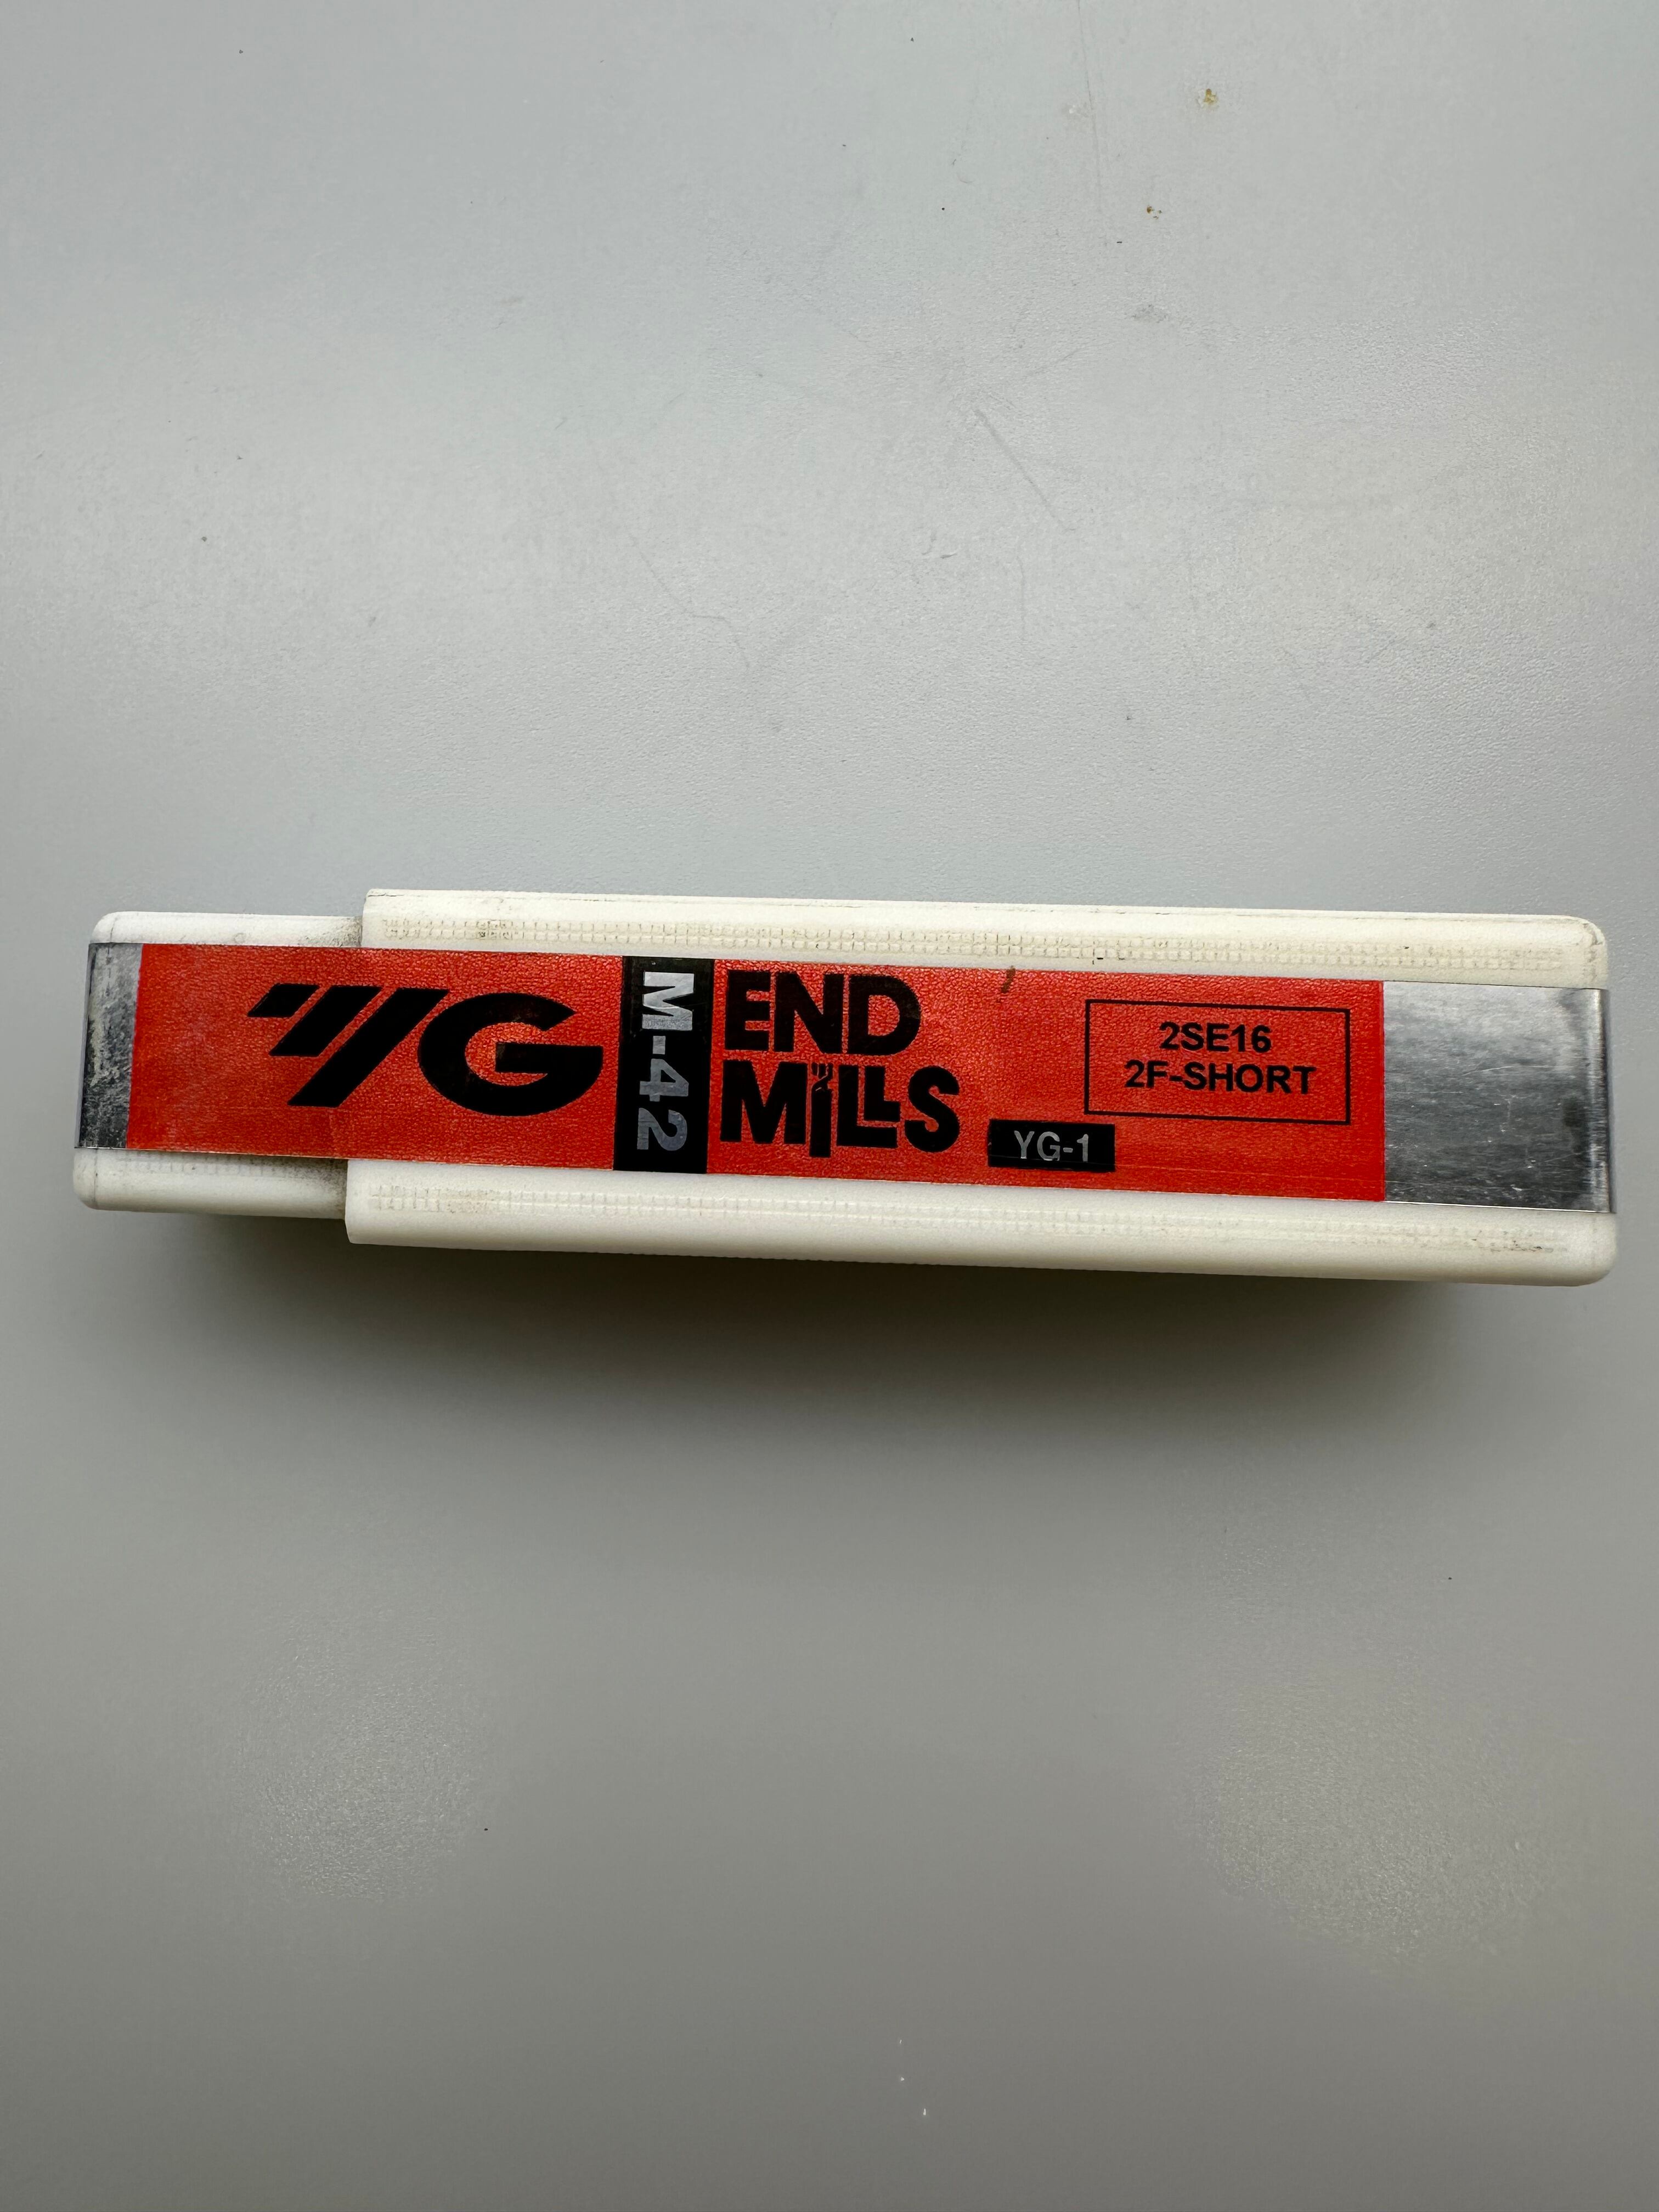 YG
M-42
END
MILLS
YG-1
2SE16
2F-SHORT